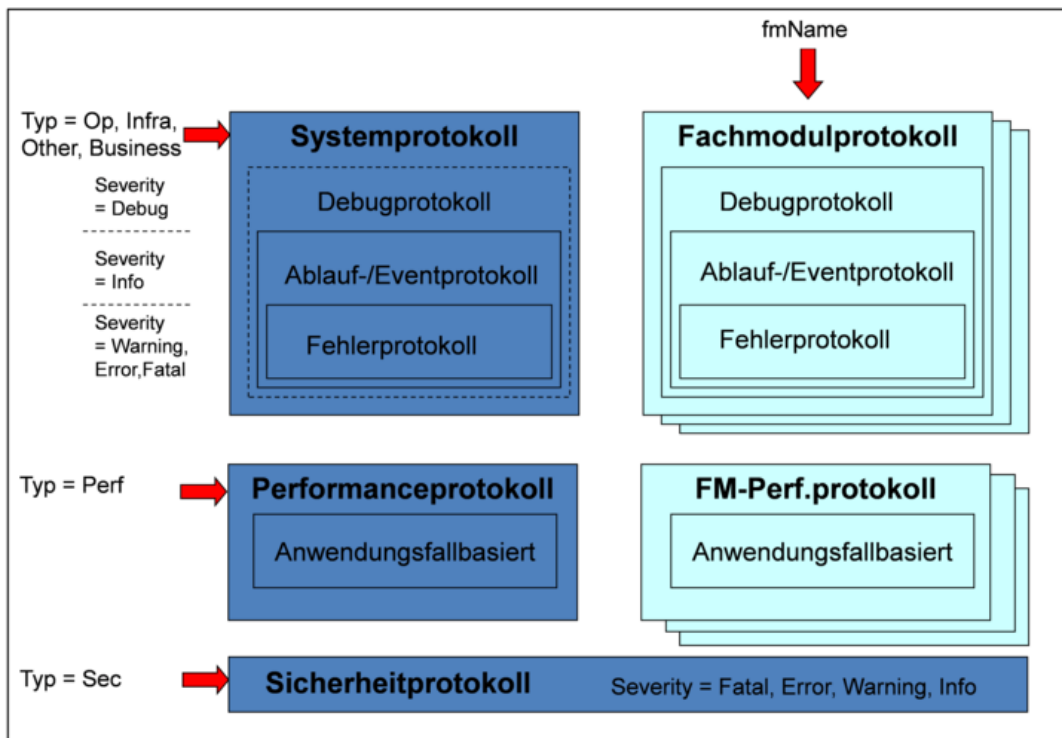 fmName
Typ = Op, Infra,
Other, Business
Systemprotokoll
Fachmodulprotokoll
Severity
= Debug
Debugprotokoll
Debugprotokoll
Severity
= Info
Ablauf-/Eventprotokoll
Ablauf-/Eventprotokoll
Severity
= Warning,
Error,Fatal
Fehlerprotokoll
Fehlerprotokoll
Typ = Perf
Performanceprotokoll
FM-Perf.protokoll
Anwendungsfallbasiert
Anwendungsfallbasiert
Typ = Sec
Sicherheitprotokoll
Severity = Fatal, Error, Warning, Info